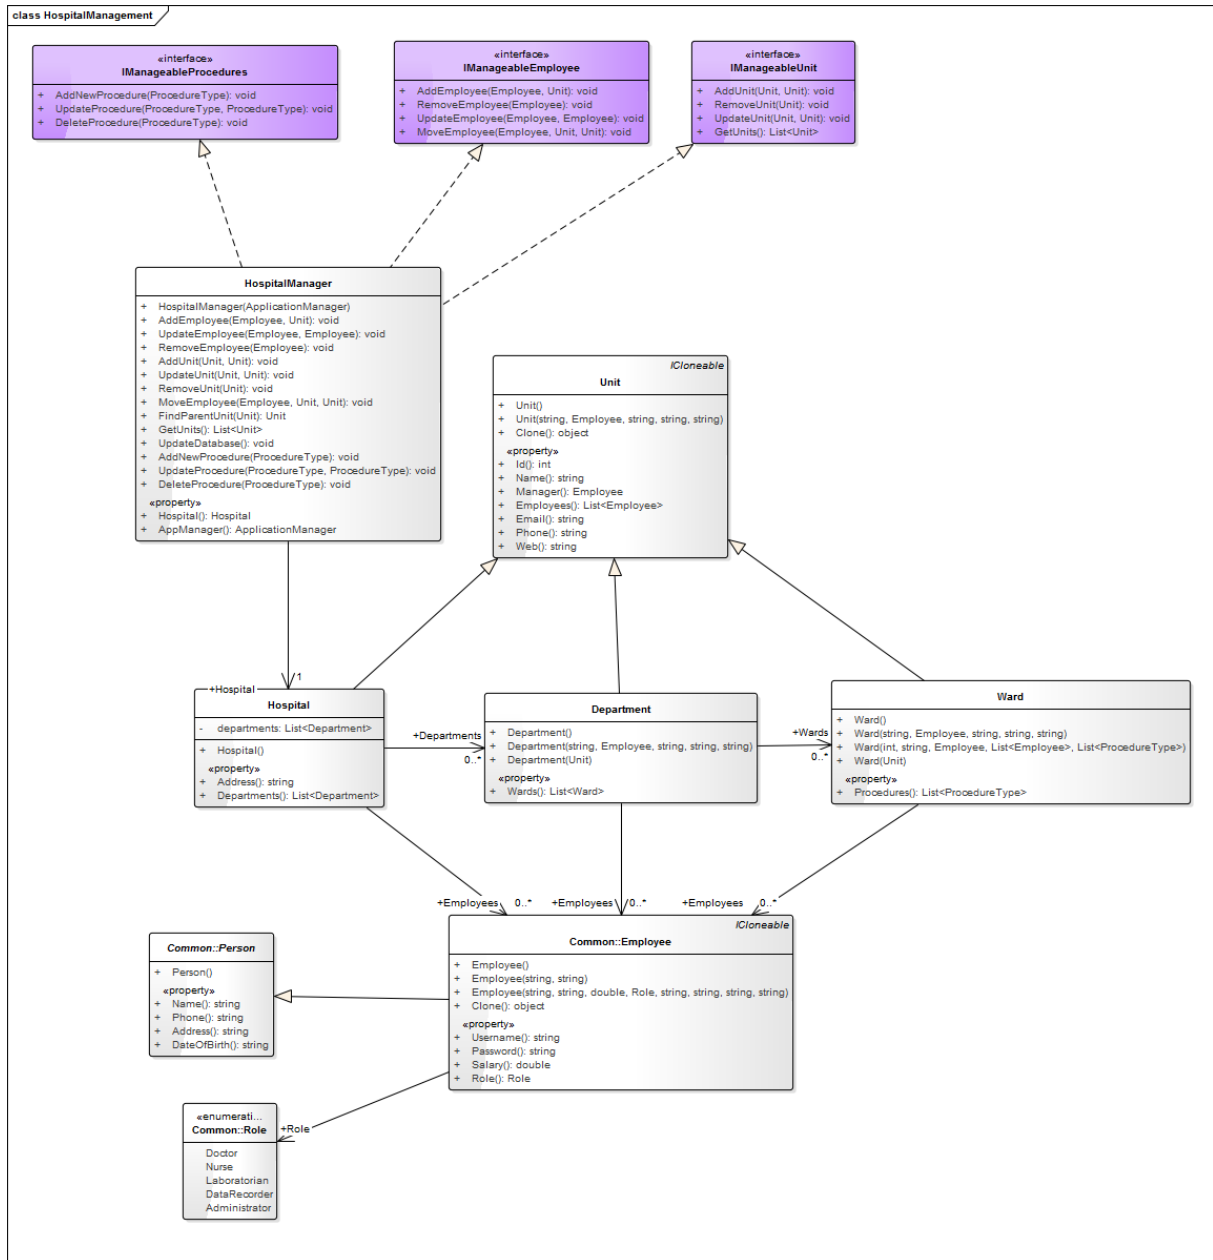 class HospitalManagement
«interface»
IManageableProcedures
+ AddNewProcedure(ProcedureType): void
+ UpdateProcedure(ProcedureType, ProcedureType): void
+ DeleteProcedure(ProcedureType): void
«interface»
IManageableEmployee
+ AddEmployee(Employee, Unit): void
+ RemoveEmployee(Employee): void
+ UpdateEmployee(Employee, Employee): void
+ MoveEmployee(Employee, Unit, Unit): void
«interface»
IManageableUnit
+ AddUnit(Unit, Unit): void
+ RemoveUnit(Unit): void
+ UpdateUnit(Unit, Unit): void
+ GetUnits(): List<Unit>
HospitalManager
+ HospitalManager(ApplicationManager)
+ AddEmployee(Employee, Unit): void
+ UpdateEmployee(Employee, Employee): void
+ RemoveEmployee(Employee): void
+ AddUnit(Unit, Unit): void
+ UpdateUnit(Unit, Unit): void
+ RemoveUnit(Unit): void
+ MoveEmployee(Employee, Unit, Unit): void
+ FindParentUnit(Unit): Unit
+ GetUnits(): List<Unit>
+ UpdateDatabase(): void
+ AddNewProcedure(ProcedureType): void
+ UpdateProcedure(ProcedureType, ProcedureType): void
+ DeleteProcedure(ProcedureType): void
«property»
+ Hospital(): Hospital
+ AppManager(): ApplicationManager
ICloneable
Unit
+ Unit()
+ Unit(string, Employee, string, string, string)
+ Clone(): object
«property»
+ Id(): int
+ Name(): string
+ Manager(): Employee
+ Employees(): List<Employee>
+ Email(): string
+ Phone(): string
+ Web(): string
1
+Hospital
Hospital
- departments: List<Department>
+ Hospital()
«property»
+ Address(): string
+ Departments(): List<Department>
+Departments
0..*
Department
+ Department()
+ Department(string, Employee, string, string, string)
+ Department(Unit)
«property»
+ Wards(): List<Ward>
+Wards
0..*
Ward
+ Ward()
+ Ward(string, Employee, string, string, string)
+ Ward(int, string, Employee, List<Employee>, List<ProcedureType>)
+ Ward(Unit)
«property»
+ Procedures(): List<ProcedureType>
+Employees 0..*
+Employees 0..*
+Employees 0..*
ICloneable
Common::Employee
+ Employee()
+ Employee(string, string)
+ Employee(string, string, double, Role, string, string, string, string)
+ Clone(): object
«property»
+ Username(): string
+ Password(): string
+ Salary(): double
+ Role(): Role
Common::Person
+ Person()
«property»
+ Name(): string
+ Phone(): string
+ Address(): string
+ DateOfBirth(): string
+Role
«enumerati...
Common::Role
Doctor
Nurse
Laboratorian
DataRecorder
Administrator